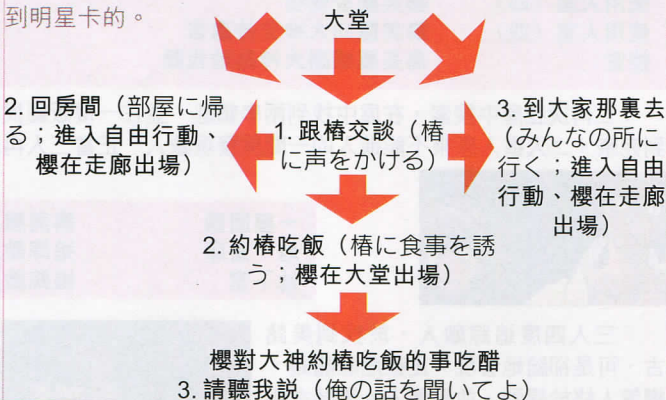 到明星卡的。
大堂
2. 回房間（部屋に帰
る；進入自由行動、
櫻在走廊出場）
1. 跟椿交談（椿
に声をかける）
3. 到大家那裏去
（みんなの所に
行く；進入自由
行動、櫻在走廊
出場）
2. 約椿吃飯（椿に食事を誘
う；櫻在大堂出場）
櫻對大神約椿吃飯的事吃醋
3. 請聽我説（俺の話を聞いてよ）